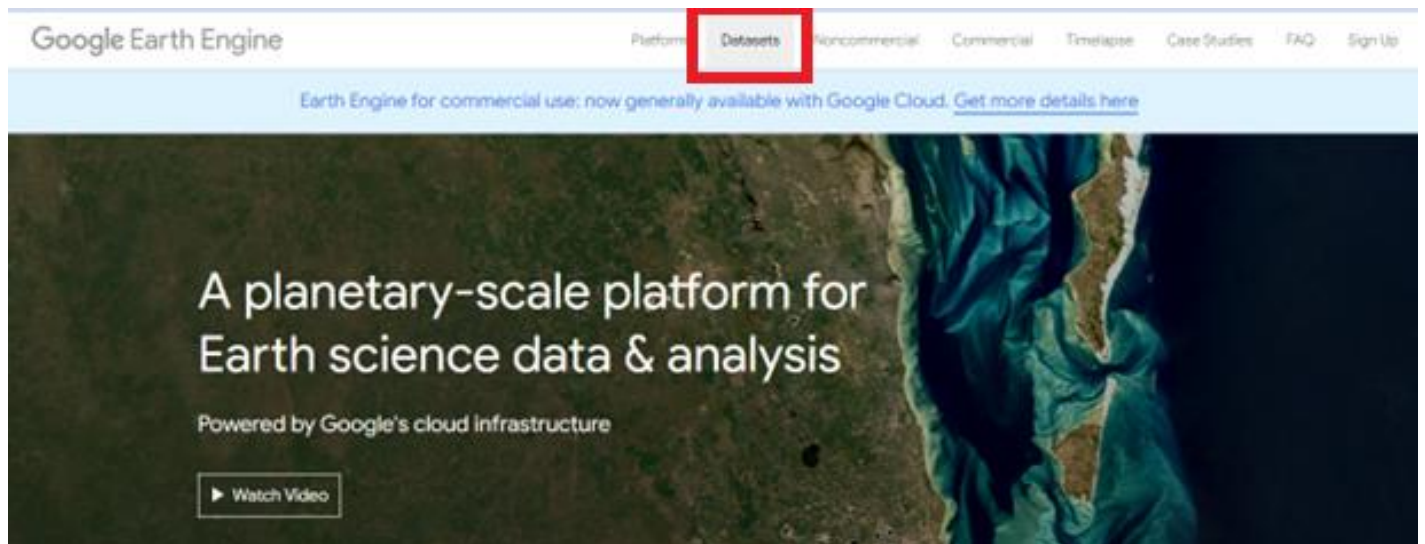 Google Earth Engine
Platform Datasets Noncommercial Commercial Timelapse Case Studies FAQ Sign Up
Earth Engine for commercial use: now generally available with Google Cloud. Get more details here
A planetary-scale platform for
Earth science data & analysis
Powered by Google's cloud infrastructure
Watch Video